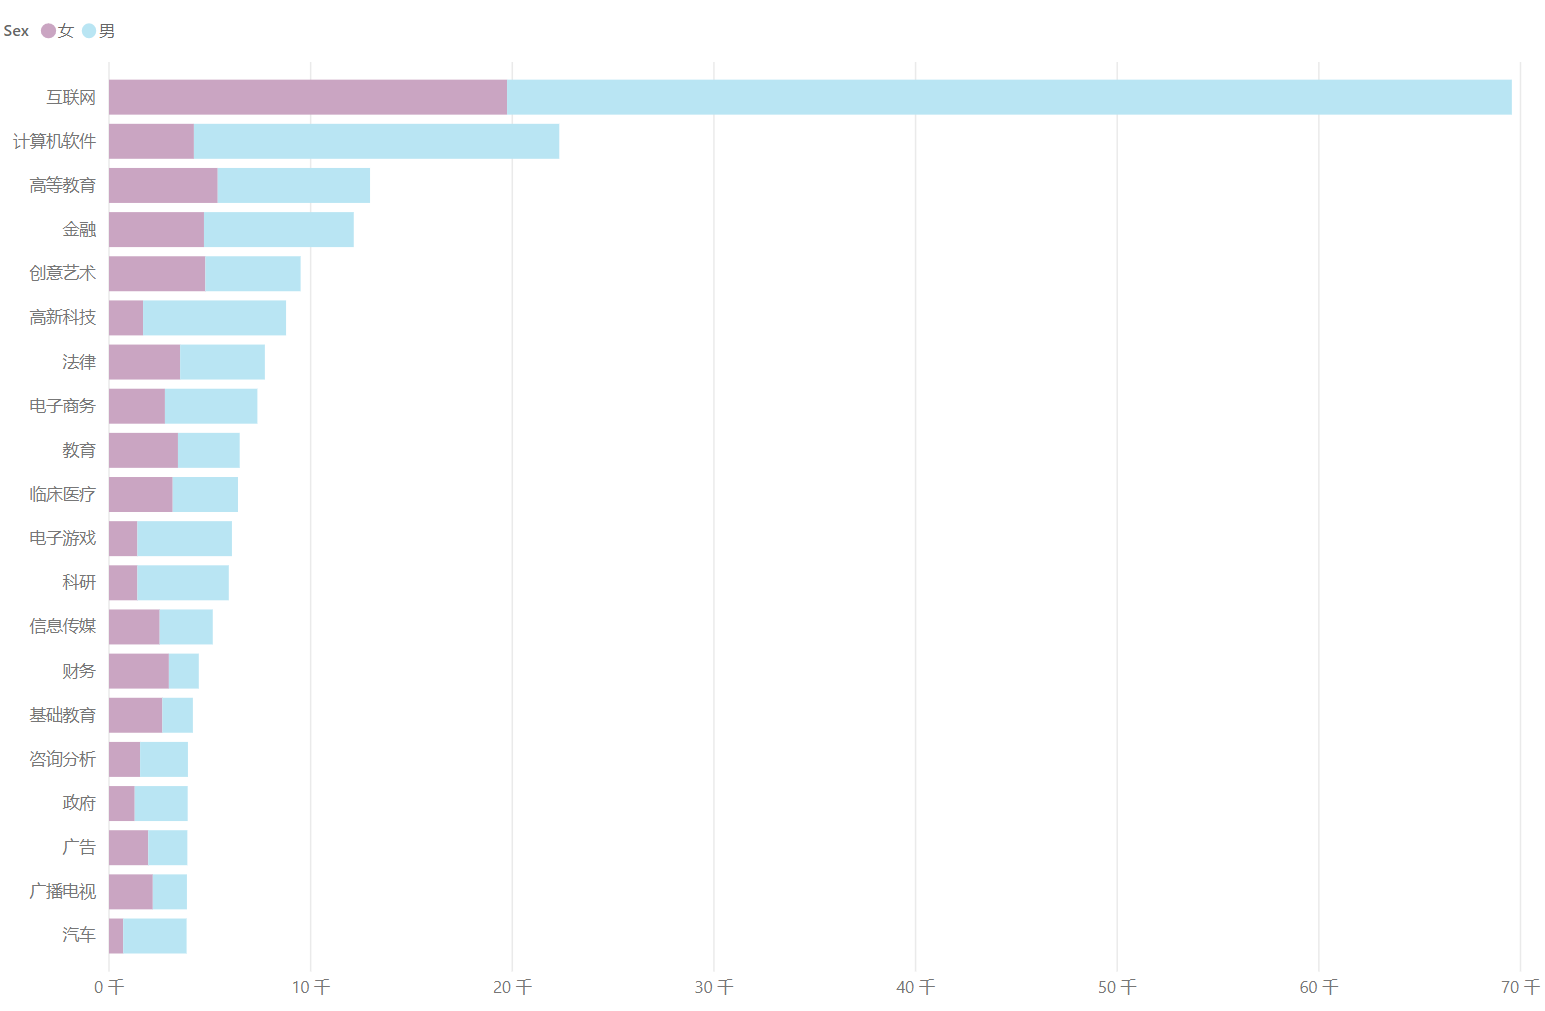 Sex 女 男
互联网
计算机软件
高等教育
金融
创意艺术
高新科技
法律
电子商务
教育
临床医疗
电子游戏
科研
信息传媒
财务
基础教育
咨询分析
政府
广告
广播电视
汽车
0 千 10 千 20 千 30 千 40 千 50 千 60 千 70 千